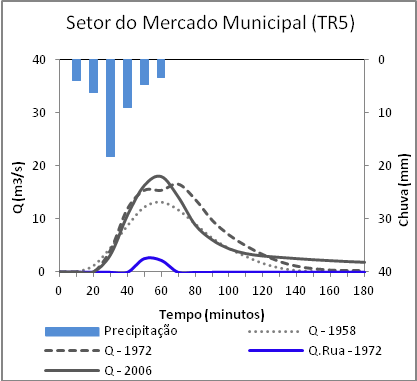 Setor do Mercado Municipal (TR5)
40
30
20
10
0
Q (m3/s)
0
10
20
30
40
Chuva (mm)
0 20 40 60 80 100 120 140 160 180
Tempo (minutos)
Precipitação
Q - 1958
Q - 1972
Q.Rua - 1972
Q - 2006